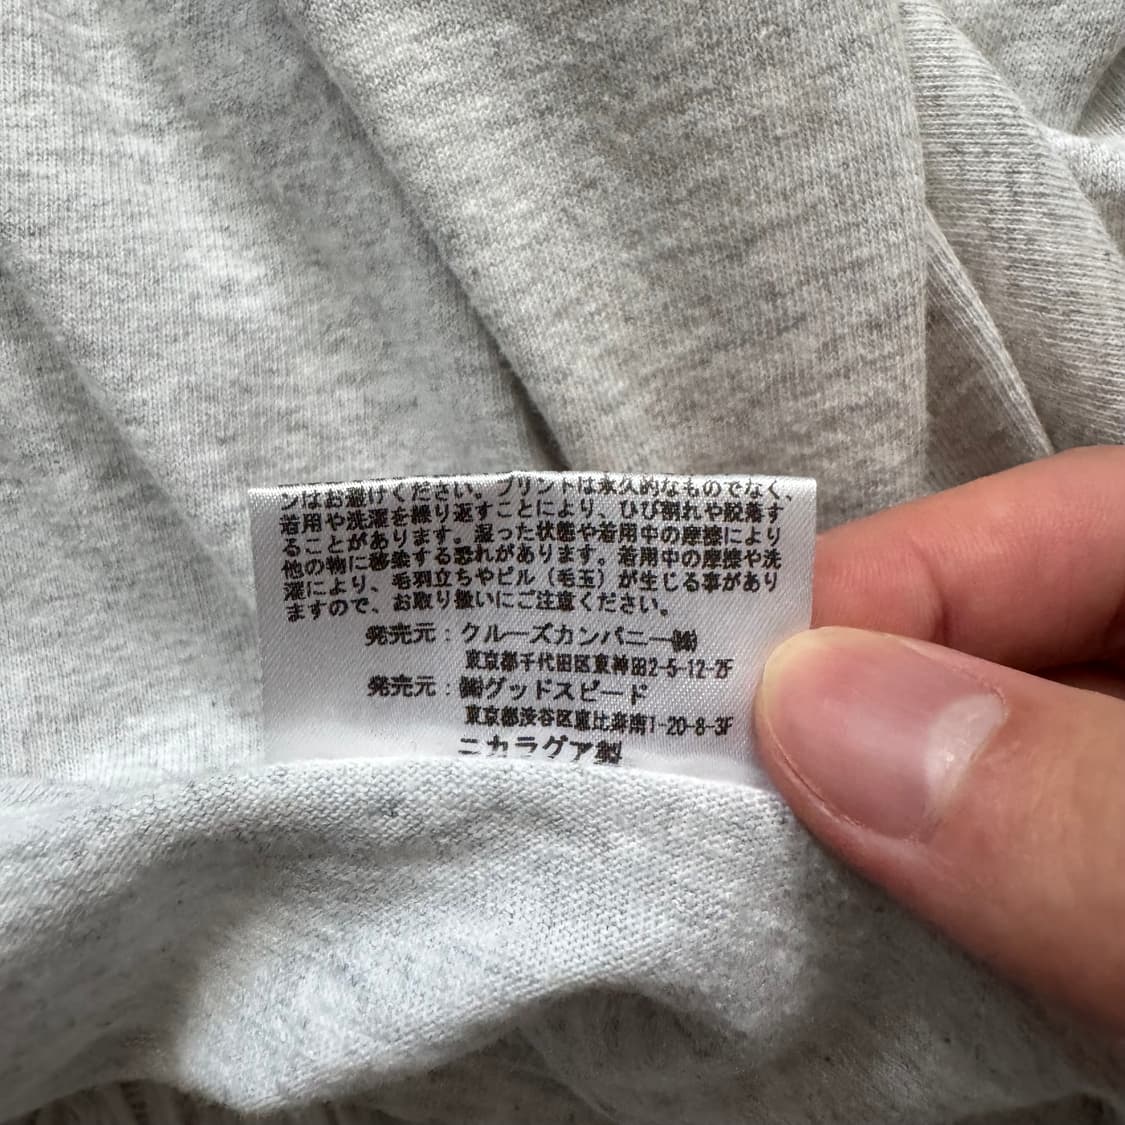 ンはお避けください。プリントは永久的なものでなく、
着用や洗濯を繰り返すことにより、ひび割れや脱落す
ることがあります。湿った状態や着用中の摩擦により
他の物に移染する恐れがあります。着用中の摩擦や洗
濯により、毛羽立ちやピル（毛玉）が生じる事があり
ますので、お取り扱いにご注意ください。
発売元：クルーズカンパニー㈱
東京都千代田区東神田2-5-12-2F
発売元：㈱グッドスピード
東京都渋谷区恵比寿南1-20-8-3F
ニカラグア製